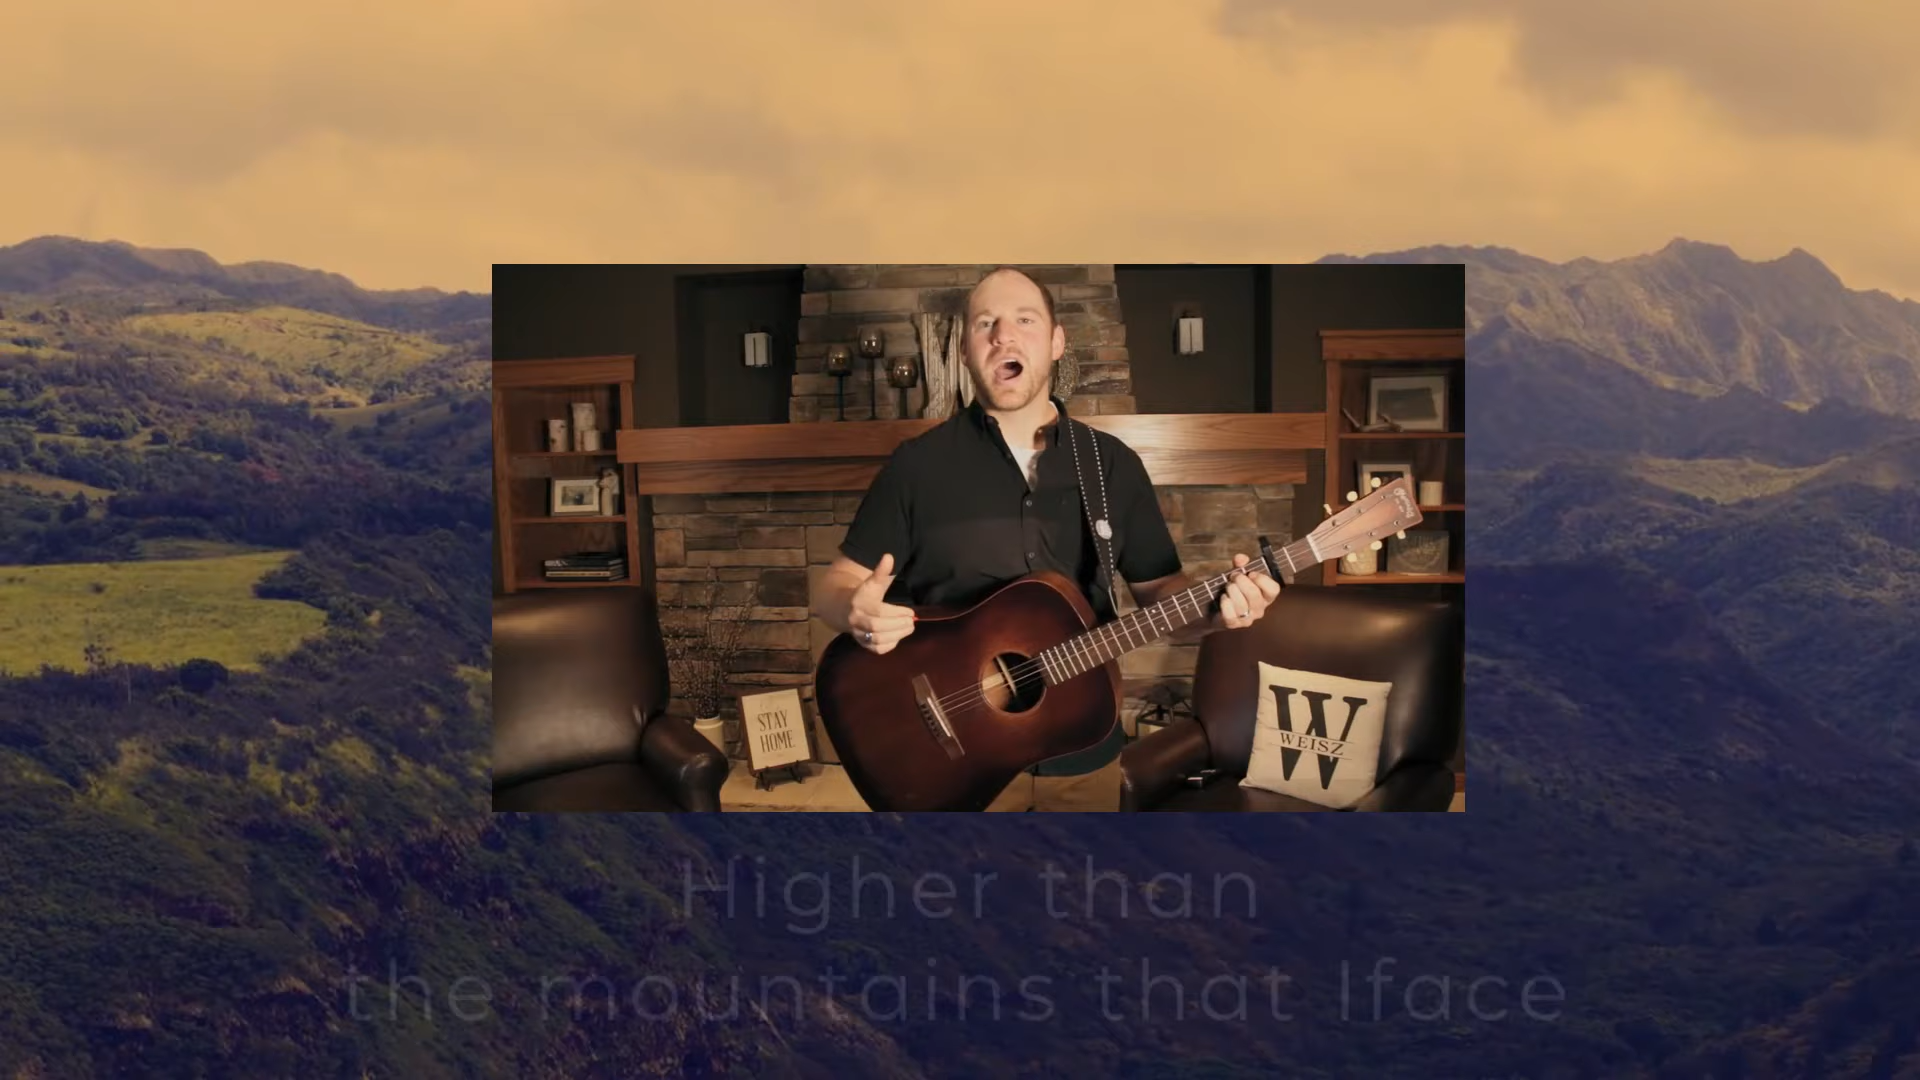 STAY
HOME
W
WEISZ
Higher than
the mountains that Iface